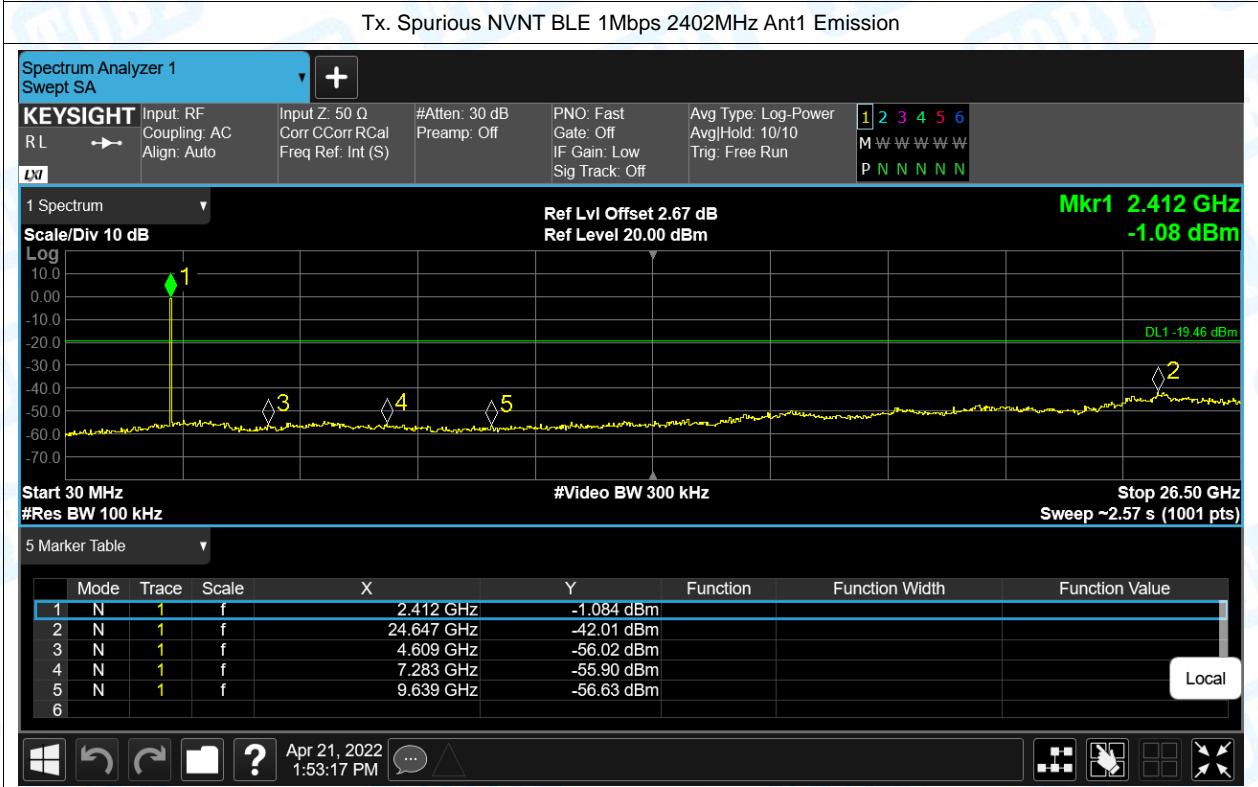 Tx. Spurious NVNT BLE 1Mbps 2402MHz Ant1 Emission
Spectrum Analyzer 1
Swept SA
+
KEYSIGHT
RL
LXI
Input: RF
Coupling: AC
Align: Auto
Input Z: 50 Ω
Corr CCorr RCal
Freq Ref: Int (S)
#Atten: 30 dB
Preamp: Off
PNO: Fast
Gate: Off
IF Gain: Low
Sig Track: Off
Avg Type: Log-Power
Avg|Hold: 10/10
Trig: Free Run
1 2 3 4 5 6
M W W W W W
P N N N N N
1 Spectrum
Scale/Div 10 dB
Ref Lvl Offset 2.67 dB
Ref Level 20.00 dBm
Mkr1 2.412 GHz
-1.08 dBm
Log
10.0
0.00
-10.0
-20.0
-30.0
-40.0
-50.0
-60.0
-70.0
1
DL1 -19.46 dBm
2
3
4
5
Start 30 MHz
#Res BW 100 kHz
#Video BW 300 kHz
Stop 26.50 GHz
Sweep ~2.57 s (1001 pts)
5 Marker Table
Mode Trace Scale X Y Function Function Width Function Value
1 N 1 f 2.412 GHz -1.084 dBm
2 N 1 f 24.647 GHz -42.01 dBm
3 N 1 f 4.609 GHz -56.02 dBm
4 N 1 f 7.283 GHz -55.90 dBm
5 N 1 f 9.639 GHz -56.63 dBm
6
Local
?
Apr 21, 2022
1:53:17 PM